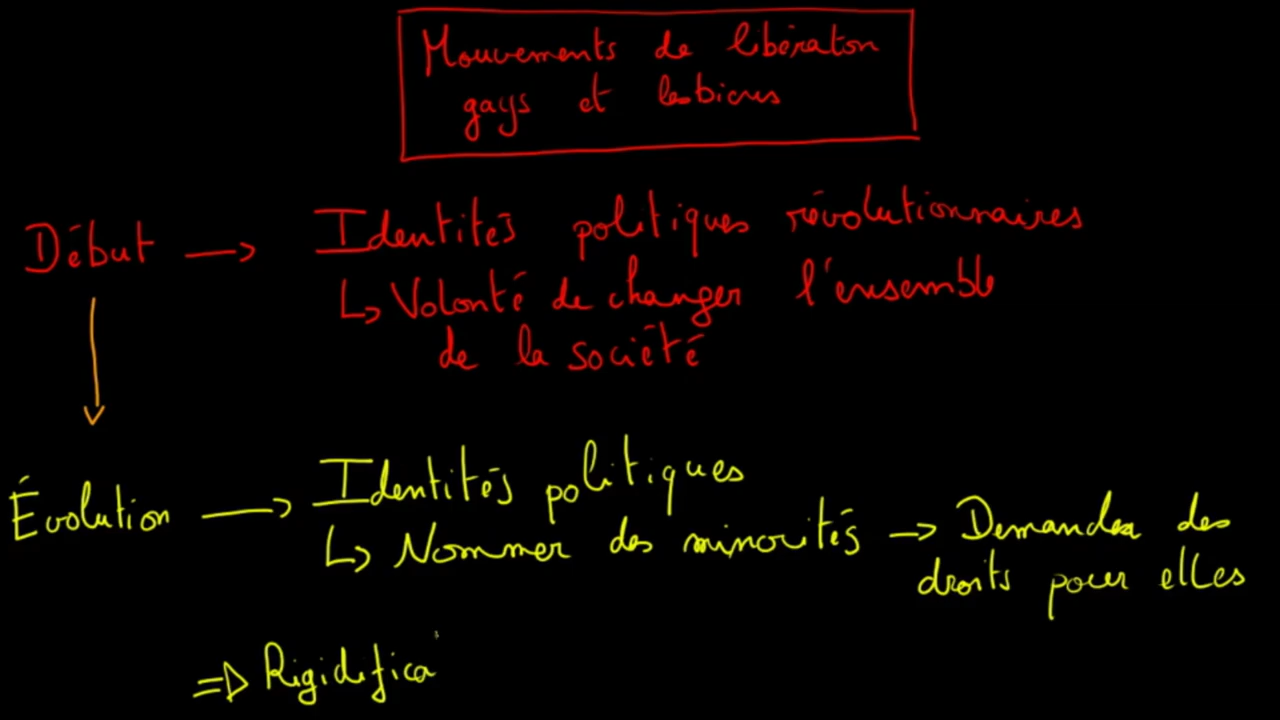 Mouvements de libératon
gays et lesbiens
Début → Identités politiques révolutionnaires
↳ Volonté de changer l'ensemble
de la société
Évolution → Identités politiques
↳ Nommer des minorités → Demander des
droits pour elles
⇒ Rigidifica